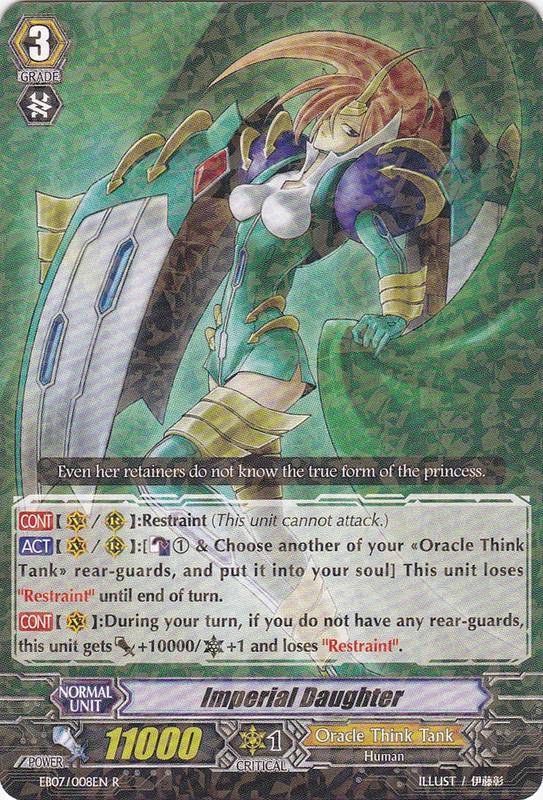 3
GRADE
Even her retainers do not know the true form of the princess.
CONT【 / 】:Restraint (This unit cannot attack.)
ACT【 / 】:[① & Choose another of your «Oracle Think
Tank» rear-guards, and put it into your soul] This unit loses
"Restraint" until end of turn.
CONT【 】:During your turn, if you do not have any rear-guards,
this unit gets +10000/ +1 and loses "Restraint".
NORMAL
UNIT
Imperial Daughter
POWER
11000
1
CRITICAL
Oracle Think Tank
Human
EB07/008EN R
ILLUST / 伊藤彰